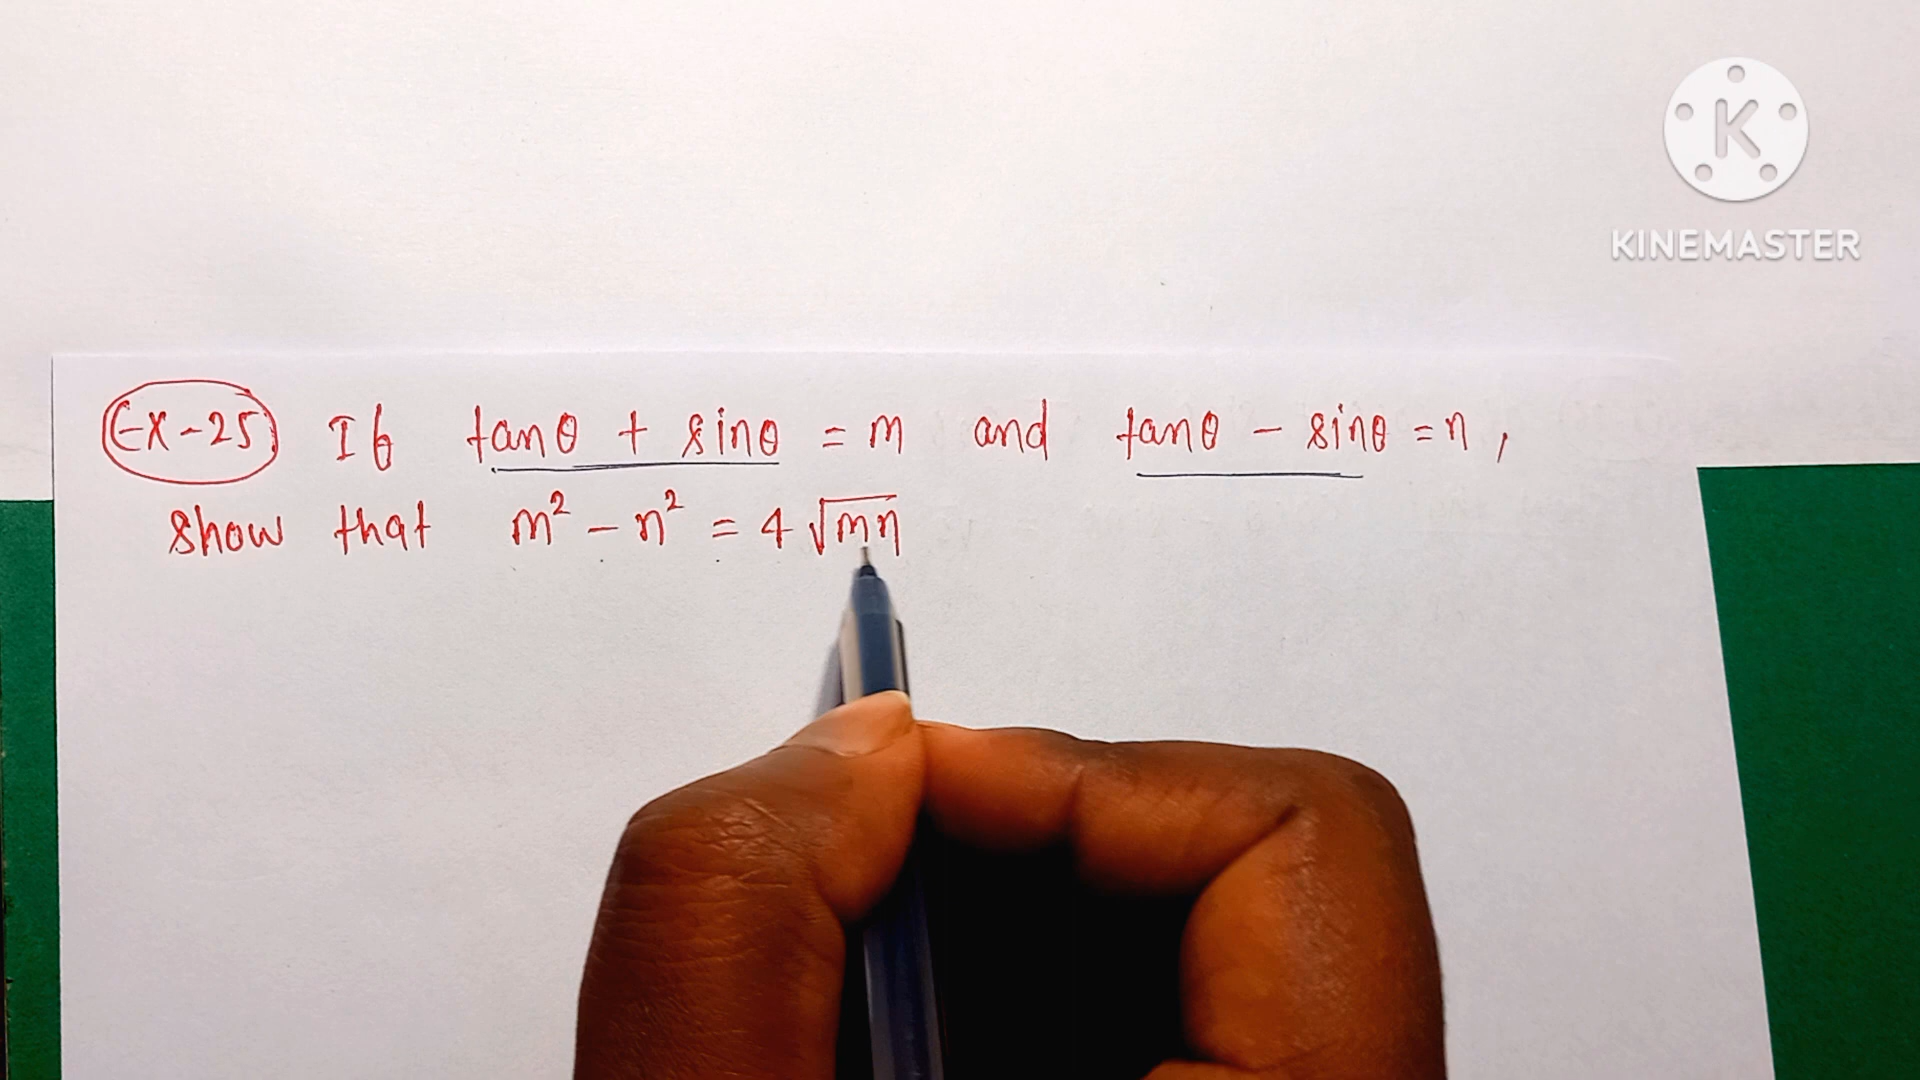 KINEMASTER
Ex-25 If tanθ + sinθ = m and tanθ - sinθ = n,
show that m² - n² = 4 √mn